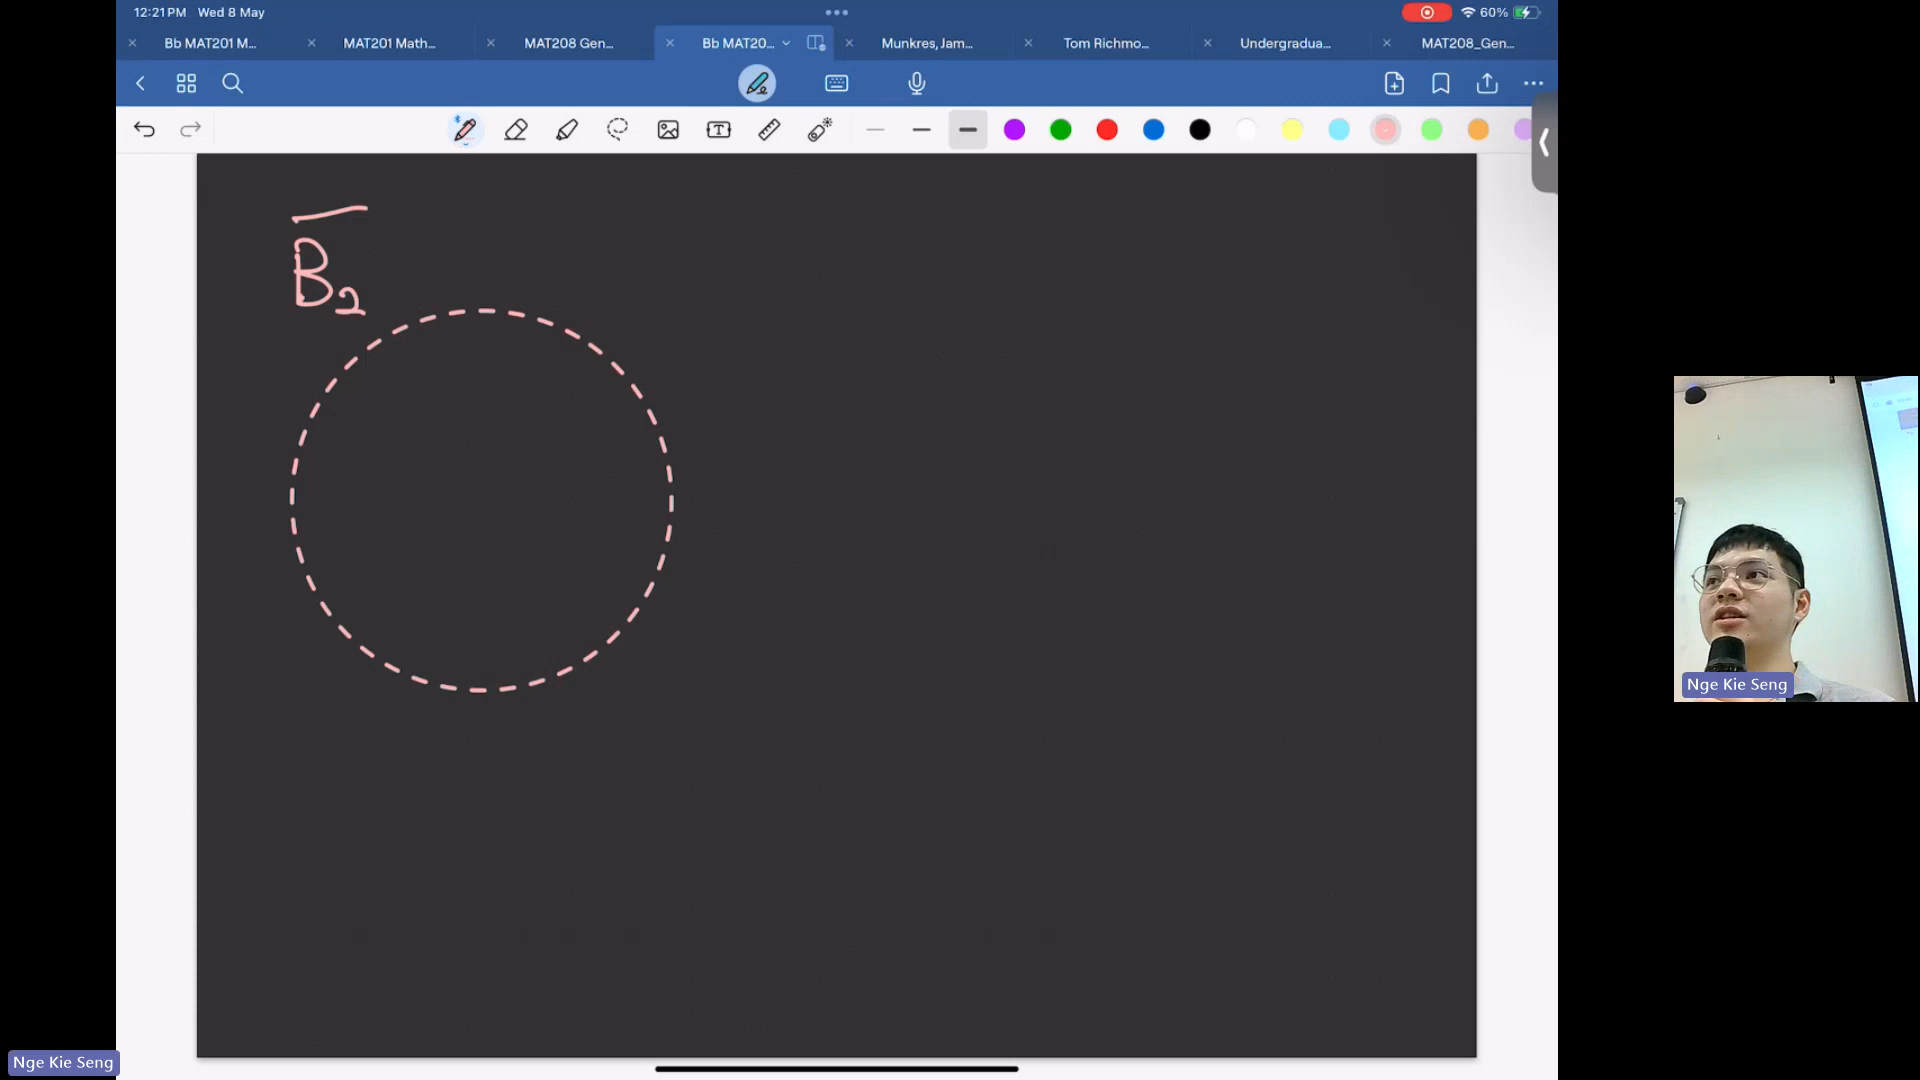 12:21 PM Wed 8 May
60%
Bb MAT201 M...
MAT201 Math...
MAT208 Gen...
Bb MAT20...
Munkres, Jam...
Tom Richmo...
Undergradua...
MAT208_Gen...
B̅₂
Nge Kie Seng
Nge Kie Seng